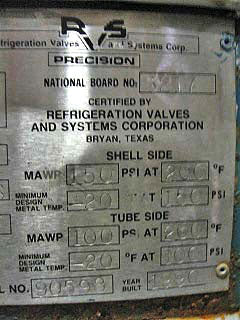 RVS
Refrigeration Valves and Systems Corp.
PRECISION
NATIONAL BOARD NO. 3217
CERTIFIED BY
REFRIGERATION VALVES
AND SYSTEMS CORPORATION
BRYAN, TEXAS
SHELL SIDE
MAWP 150 PSI AT 200 °F
MINIMUM DESIGN METAL TEMP. -20 AT 150 PSI
TUBE SIDE
MAWP 100 PSI AT 200 °F
MINIMUM DESIGN METAL TEMP. -20 °F AT 100 PSI
NO. 90598 YEAR BUILT